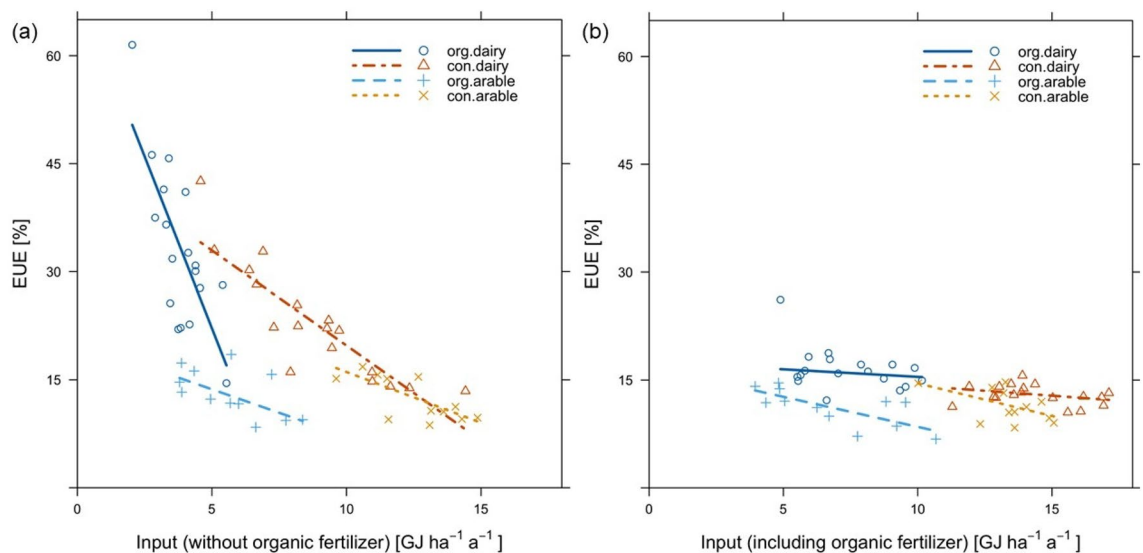 (a)
EUE [%]
60
45
30
15
0
0 5 10 15
Input (without organic fertilizer) [GJ ha⁻¹ a⁻¹]
org.dairy
con.dairy
org.arable
con.arable
(b)
EUE [%]
60
45
30
15
0
0 5 10 15
Input (including organic fertilizer) [GJ ha⁻¹ a⁻¹]
org.dairy
con.dairy
org.arable
con.arable